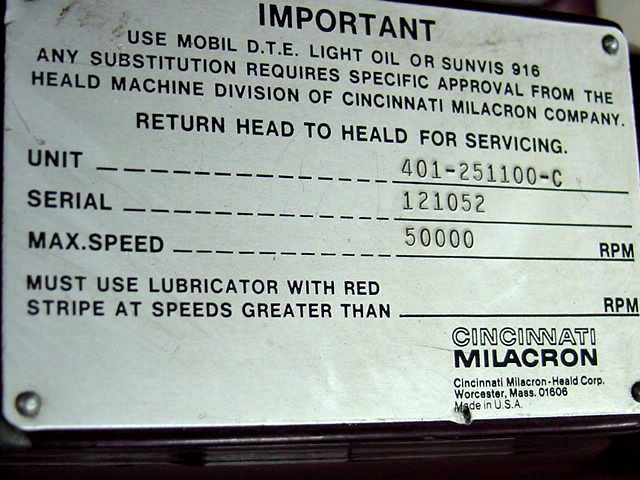 IMPORTANT
USE MOBIL D.T.E. LIGHT OIL OR SUNVIS 916
ANY SUBSTITUTION REQUIRES SPECIFIC APPROVAL FROM THE
HEALD MACHINE DIVISION OF CINCINNATI MILACRON COMPANY.
RETURN HEAD TO HEALD FOR SERVICING.
UNIT 401-251100-C
SERIAL 121052
MAX.SPEED 50000 RPM
MUST USE LUBRICATOR WITH RED
STRIPE AT SPEEDS GREATER THAN RPM
CINCINNATI
MILACRON
Cincinnati Milacron-Heald Corp.
Worcester, Mass. 01606
Made in U.S.A.